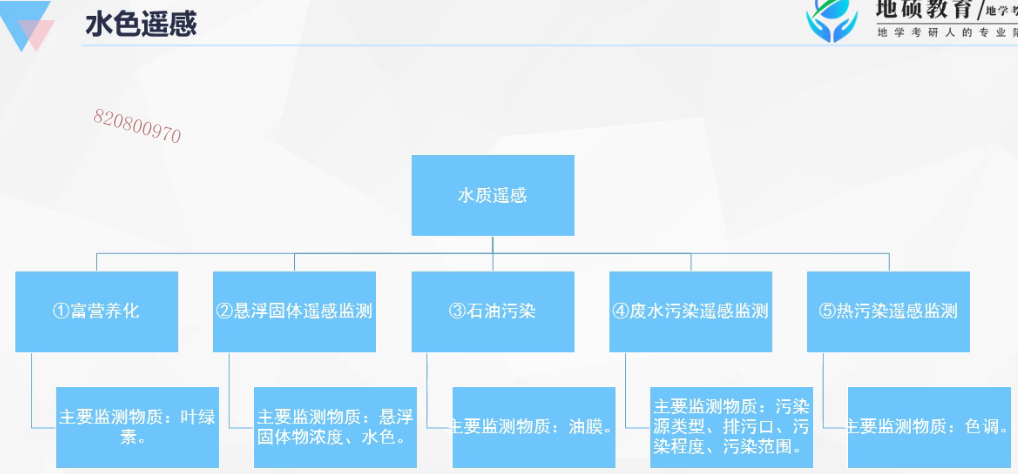 水色遥感
地硕教育/地学考
地学考研人的专业陪
820800970
水质遥感
①富营养化
②悬浮固体遥感监测
③石油污染
④废水污染遥感监测
⑤热污染遥感监测
主要监测物质：叶绿
素。
主要监测物质：悬浮
固体物浓度、水色。
主要监测物质：油膜。
主要监测物质：污染
源类型、排污口、污
染程度、污染范围。
主要监测物质：色调。